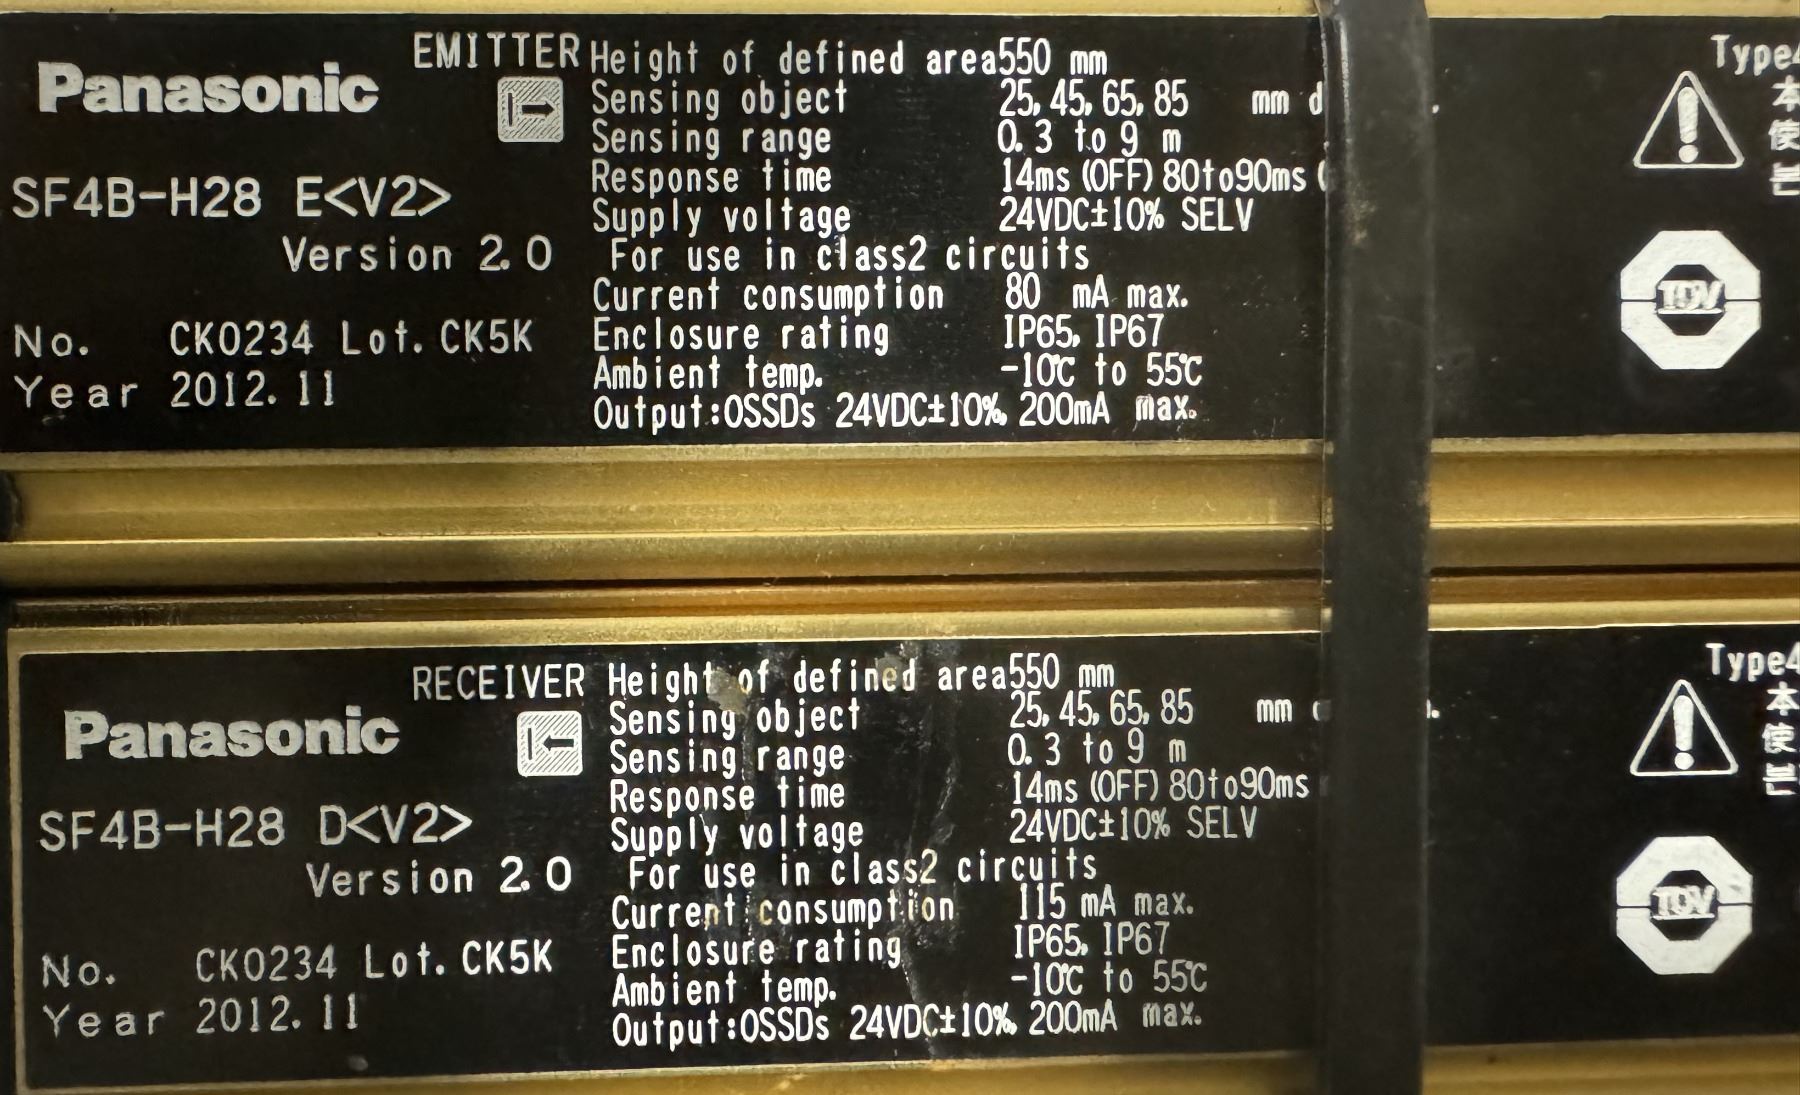 EMITTER
Panasonic
SF4B-H28 E<V2>
Version 2.0
No. CK0234 Lot. CK5K
Year 2012.11
Height of defined area550 mm
Sensing object 25, 45, 65, 85 mm
Sensing range 0.3 to 9 m
Response time 14ms (OFF) 80to90ms
Supply voltage 24VDC±10% SELV
For use in class2 circuits
Current consumption 80 mA max.
Enclosure rating IP65, IP67
Ambient temp. -10℃ to 55℃
Output:OSSDs 24VDC±10%, 200mA max.
Type4
本
使
TÜV
RECEIVER
Panasonic
SF4B-H28 D<V2>
Version 2.0
No. CK0234 Lot. CK5K
Year 2012.11
Height of defined area550 mm
Sensing object 25, 45, 65, 85 mm
Sensing range 0.3 to 9 m
Response time 14ms (OFF) 80to90ms
Supply voltage 24VDC±10% SELV
For use in class2 circuits
Current consumption 115 mA max.
Enclosure rating IP65, IP67
Ambient temp. -10℃ to 55℃
Output:OSSDs 24VDC±10%, 200mA max.
Type4
本
使
TÜV